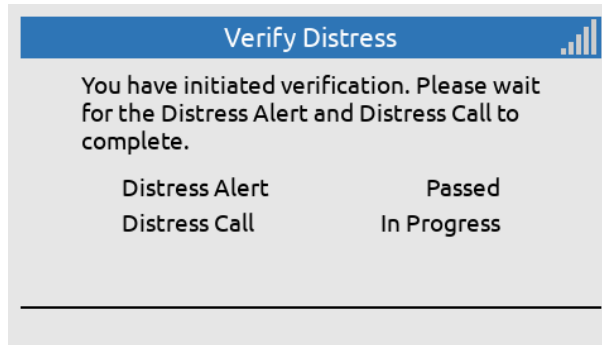 Verify Distress
You have initiated verification. Please wait
for the Distress Alert and Distress Call to
complete.
Distress Alert Passed
Distress Call In Progress